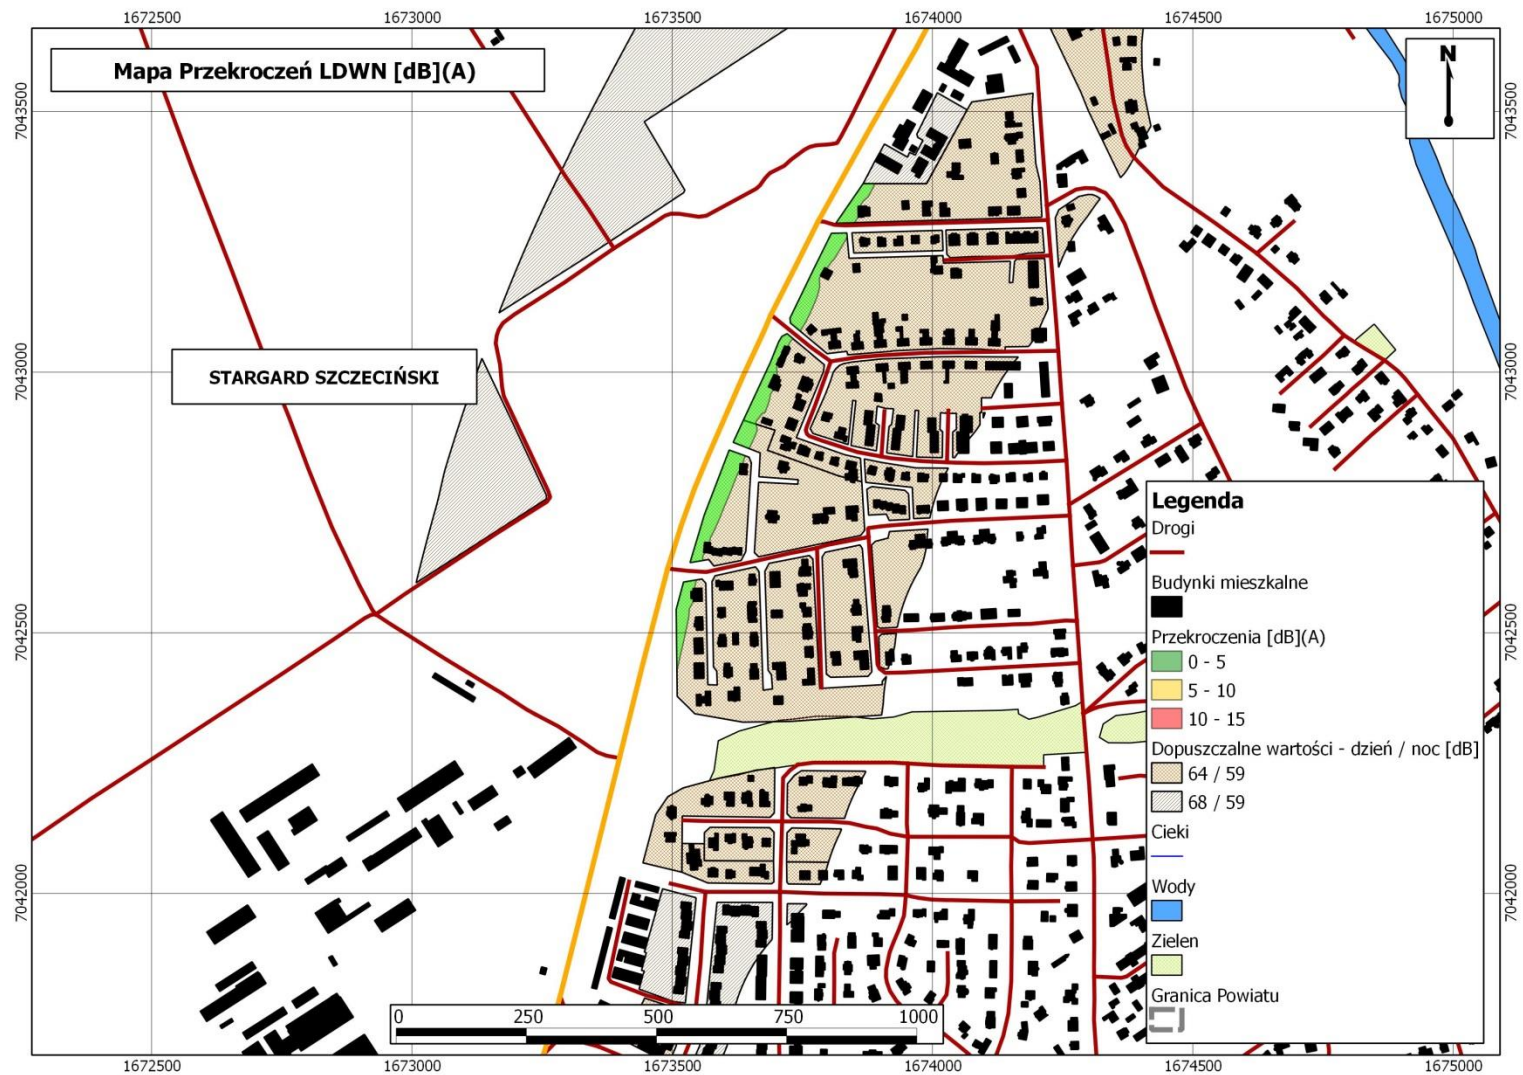 1672500 1673000 1673500 1674000 1674500 1675000
Mapa Przekroczeń LDWN [dB](A)
N
7043500 7043500
STARGARD SZCZECIŃSKI
7043000 7043000
Legenda
Drogi
Budynki mieszkalne
Przekroczenia [dB](A)
0 - 5
5 - 10
10 - 15
Dopuszczalne wartości - dzień / noc [dB]
64 / 59
68 / 59
Cieki
Wody
Zielen
Granica Powiatu
7042500 7042500
7042000 7042000
0 250 500 750 1000
1672500 1673000 1673500 1674000 1674500 1675000